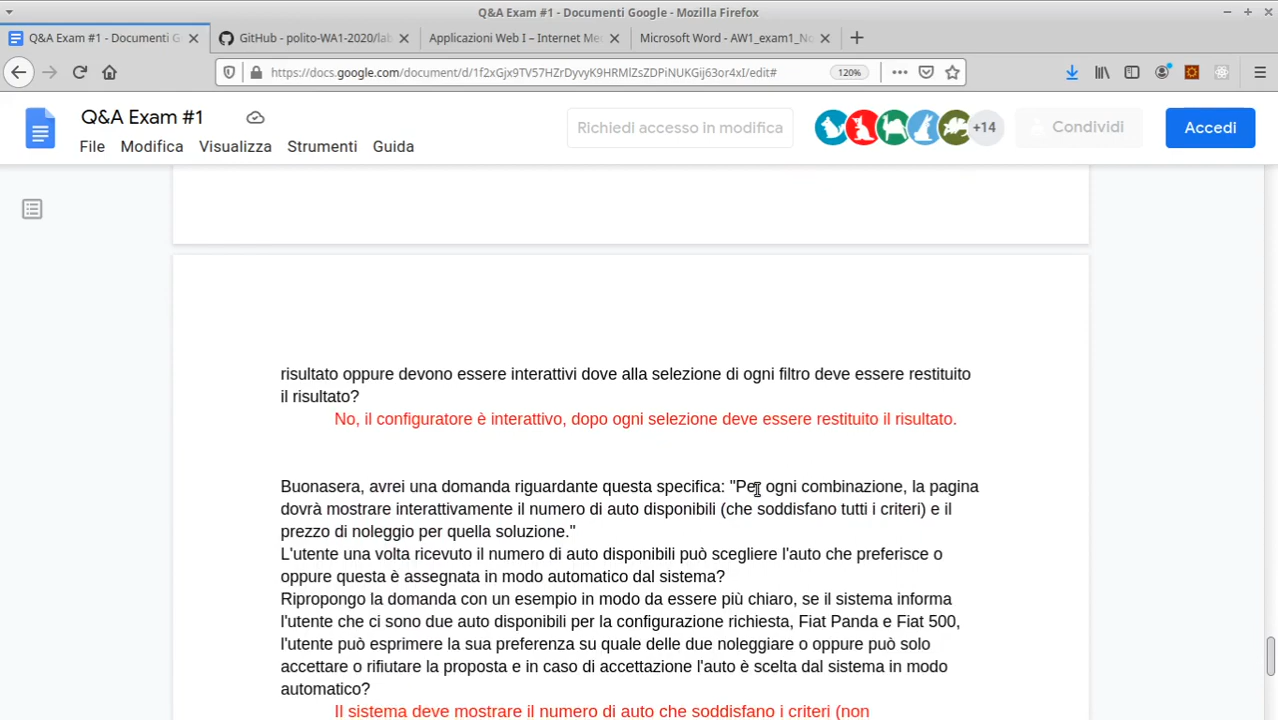 Q&A Exam #1 - Documenti Google - Mozilla Firefox
Q&A Exam #1 - Documenti G
GitHub - polito-WA1-2020/lab
Applicazioni Web I – Internet Me
Microsoft Word - AW1_exam1_No
https://docs.google.com/document/d/1f2xGjx9TV57HZrDyvyK9HRMlZsZDPiNUKGij63or4xI/edit#
120%
Q&A Exam #1
Richiedi accesso in modifica
+14
Condividi
Accedi
File Modifica Visualizza Strumenti Guida
risultato oppure devono essere interattivi dove alla selezione di ogni filtro deve essere restituito
il risultato?
No, il configuratore è interattivo, dopo ogni selezione deve essere restituito il risultato.
Buonasera, avrei una domanda riguardante questa specifica: "Per ogni combinazione, la pagina
dovrà mostrare interattivamente il numero di auto disponibili (che soddisfano tutti i criteri) e il
prezzo di noleggio per quella soluzione."
L'utente una volta ricevuto il numero di auto disponibili può scegliere l'auto che preferisce o
oppure questa è assegnata in modo automatico dal sistema?
Ripropongo la domanda con un esempio in modo da essere più chiaro, se il sistema informa
l'utente che ci sono due auto disponibili per la configurazione richiesta, Fiat Panda e Fiat 500,
l'utente può esprimere la sua preferenza su quale delle due noleggiare o oppure può solo
accettare o rifiutare la proposta e in caso di accettazione l'auto è scelta dal sistema in modo
automatico?
Il sistema deve mostrare il numero di auto che soddisfano i criteri (non